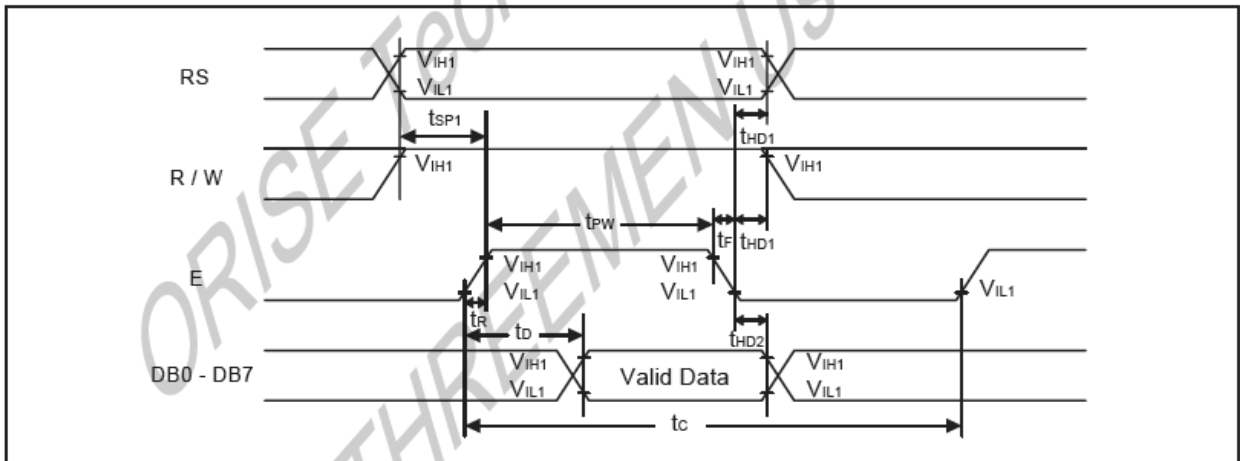 ORISE Tec
THREEMEN U
RS
VIH1
VIH1
VIL1
VIL1
tSP1
tHD1
R / W
VIH1
VIH1
tPW
tF
tHD1
E
VIH1
VIH1
VIL1
VIL1
VIL1
tR
tD
tHD2
DB0 - DB7
VIH1
Valid Data
VIH1
VIL1
VIL1
tC